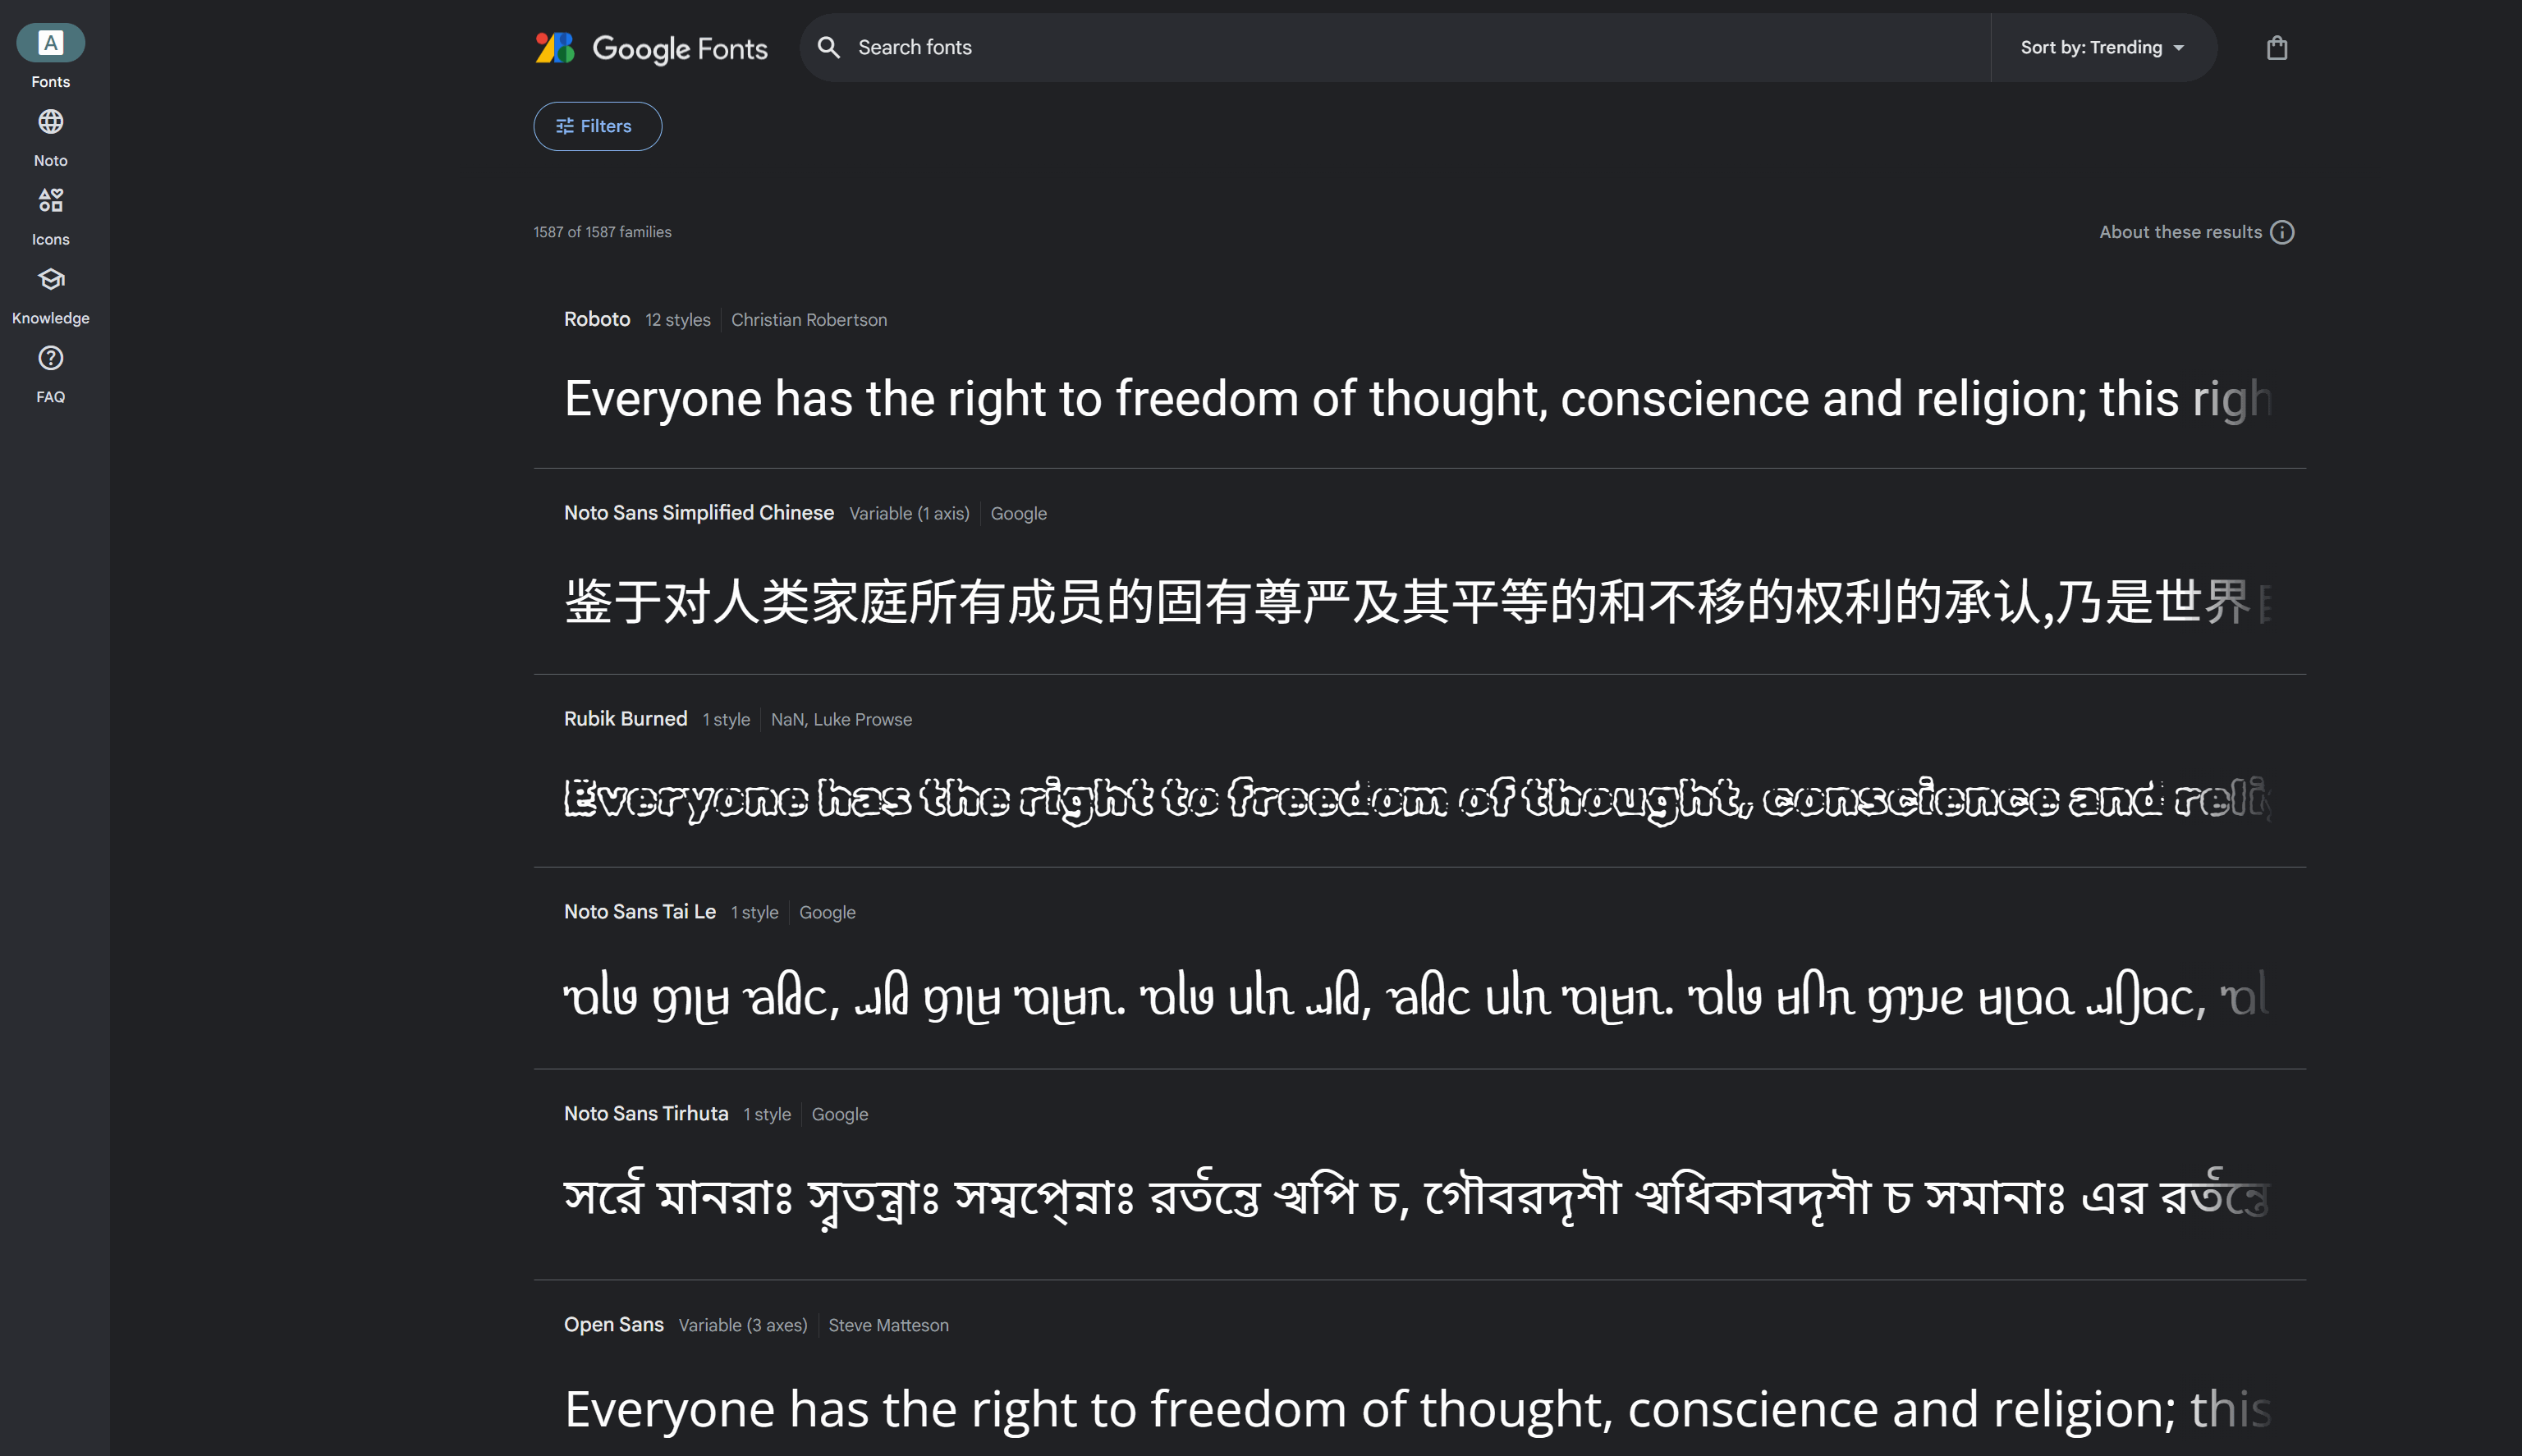 A
Fonts
Noto
Icons
Knowledge
FAQ
Google Fonts
Search fonts
Sort by: Trending
Filters
1587 of 1587 families
About these results
Roboto 12 styles Christian Robertson
Everyone has the right to freedom of thought, conscience and religion; this righ
Noto Sans Simplified Chinese Variable (1 axis) Google
鉴于对人类家庭所有成员的固有尊严及其平等的和不移的权利的承认,乃是世界
Rubik Burned 1 style NaN, Luke Prowse
Everyone has the right to freedom of thought, conscience and reli
Noto Sans Tai Le 1 style Google
Noto Sans Tirhuta 1 style Google
Open Sans Variable (3 axes) Steve Matteson
Everyone has the right to freedom of thought, conscience and religion; this